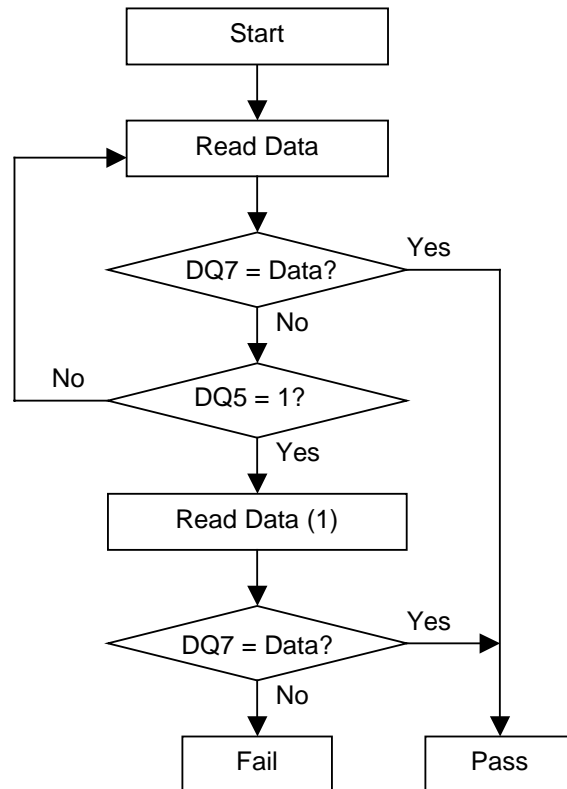 Start
Read Data
DQ7 = Data?
Yes
No
No
DQ5 = 1?
Yes
Read Data (1)
DQ7 = Data?
Yes
No
Fail
Pass